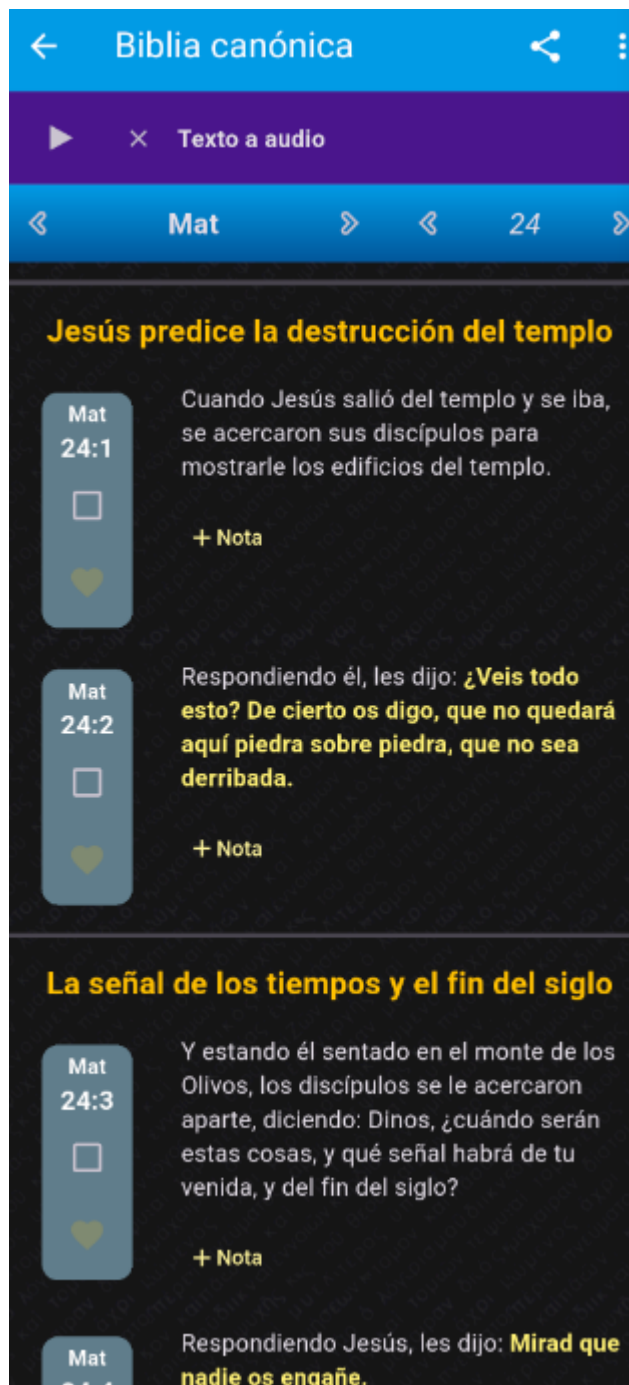 Biblia canónica
Texto a audio
Mat
24
Jesús predice la destrucción del templo
Mat
24:1
Cuando Jesús salió del templo y se iba,
se acercaron sus discípulos para
mostrarle los edificios del templo.
+ Nota
Mat
24:2
Respondiendo él, les dijo: ¿Veis todo
esto? De cierto os digo, que no quedará
aquí piedra sobre piedra, que no sea
derribada.
+ Nota
La señal de los tiempos y el fin del siglo
Mat
24:3
Y estando él sentado en el monte de los
Olivos, los discípulos se le acercaron
aparte, diciendo: Dinos, ¿cuándo serán
estas cosas, y qué señal habrá de tu
venida, y del fin del siglo?
+ Nota
Mat
24:4
Respondiendo Jesús, les dijo: Mirad que
nadie os engañe.